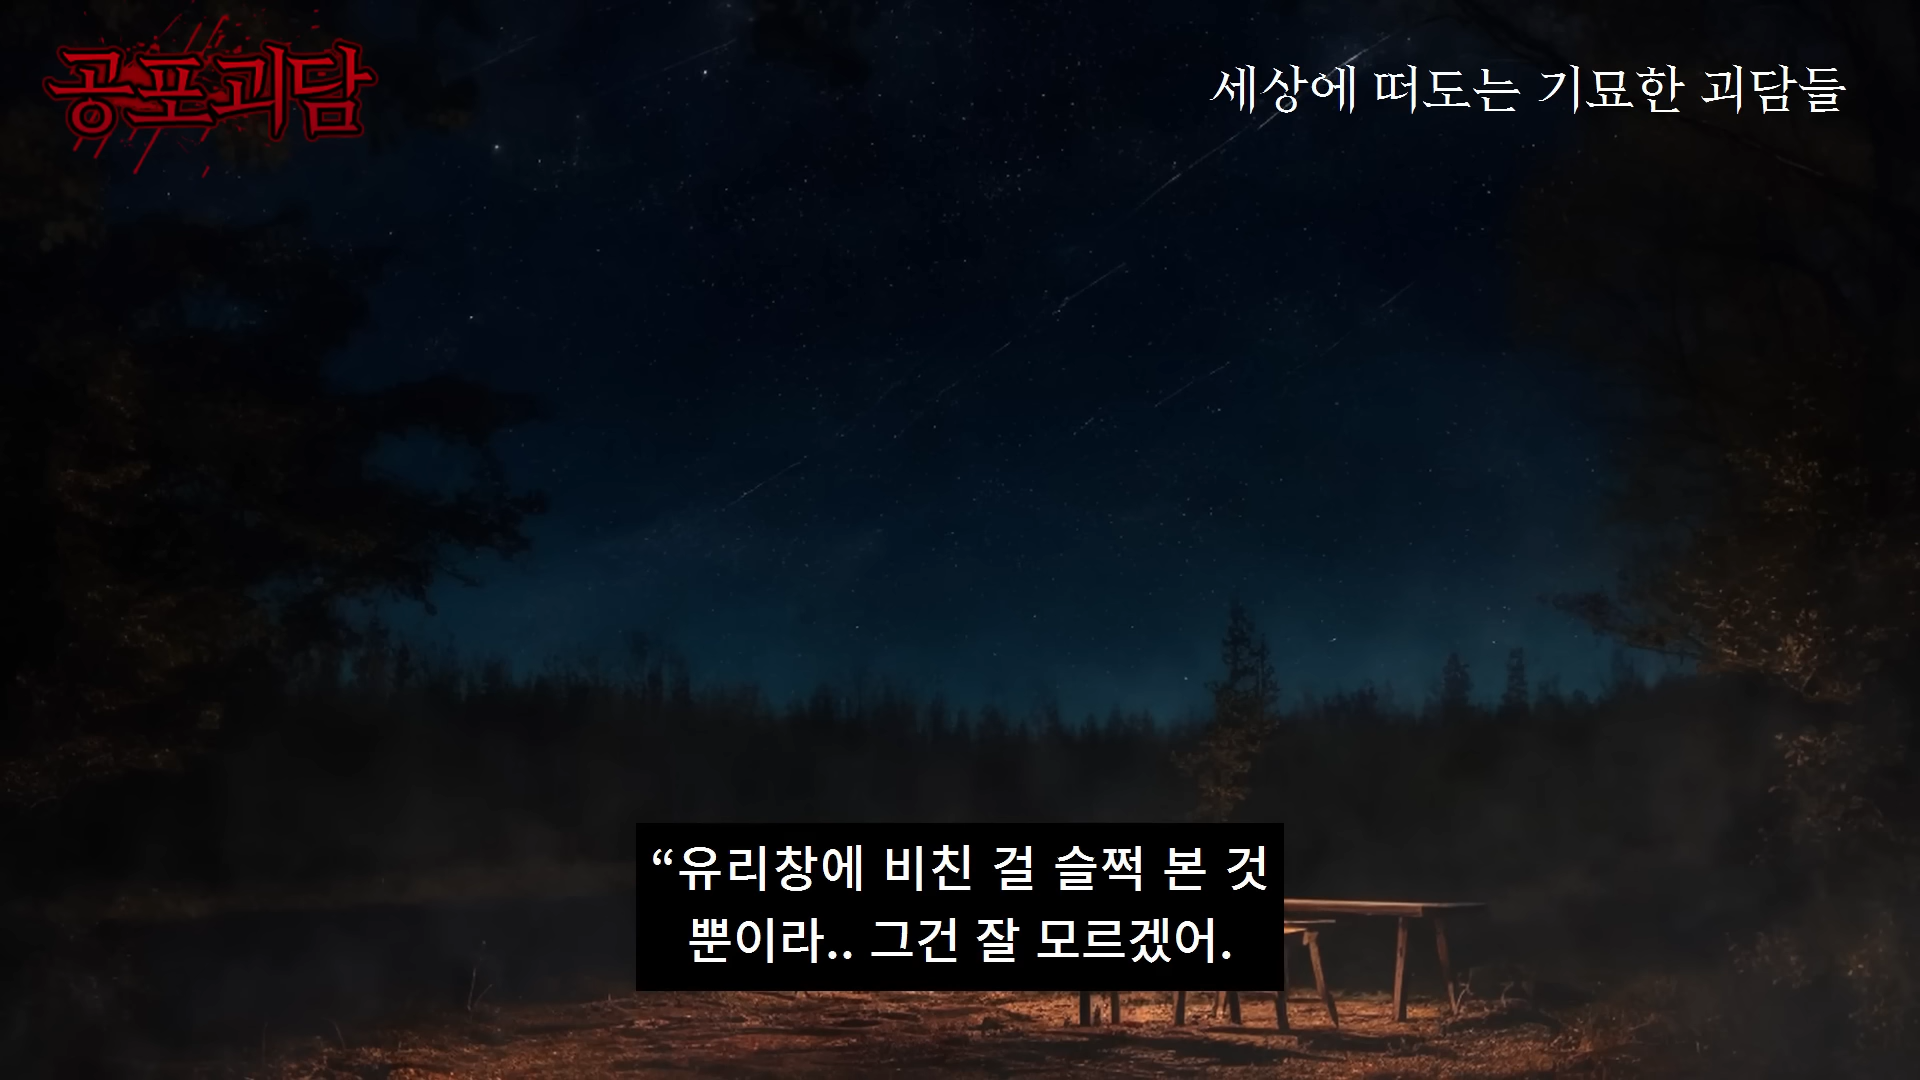 공포괴담
세상에 떠도는 기묘한 괴담들
“유리창에 비친 걸 슬쩍 본 것
뿐이라.. 그건 잘 모르겠어.